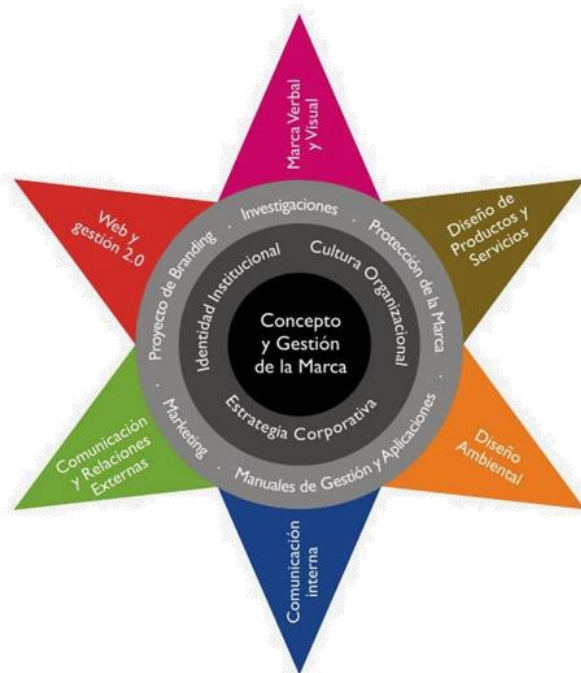 Marca Verbal
y Visual
Web y
gestión 2.0
Diseño de
Productos y
Servicios
Proyecto de Branding · Investigaciones · Protección de la Marca ·
Identidad Institucional
Cultura Organizacional
Concepto
y Gestión
de la Marca
Estrategia Corporativa
Marketing · Manuales de Gestión y Aplicaciones ·
Comunicación
y Relaciones
Externas
Diseño
Ambiental
Comunicación
interna